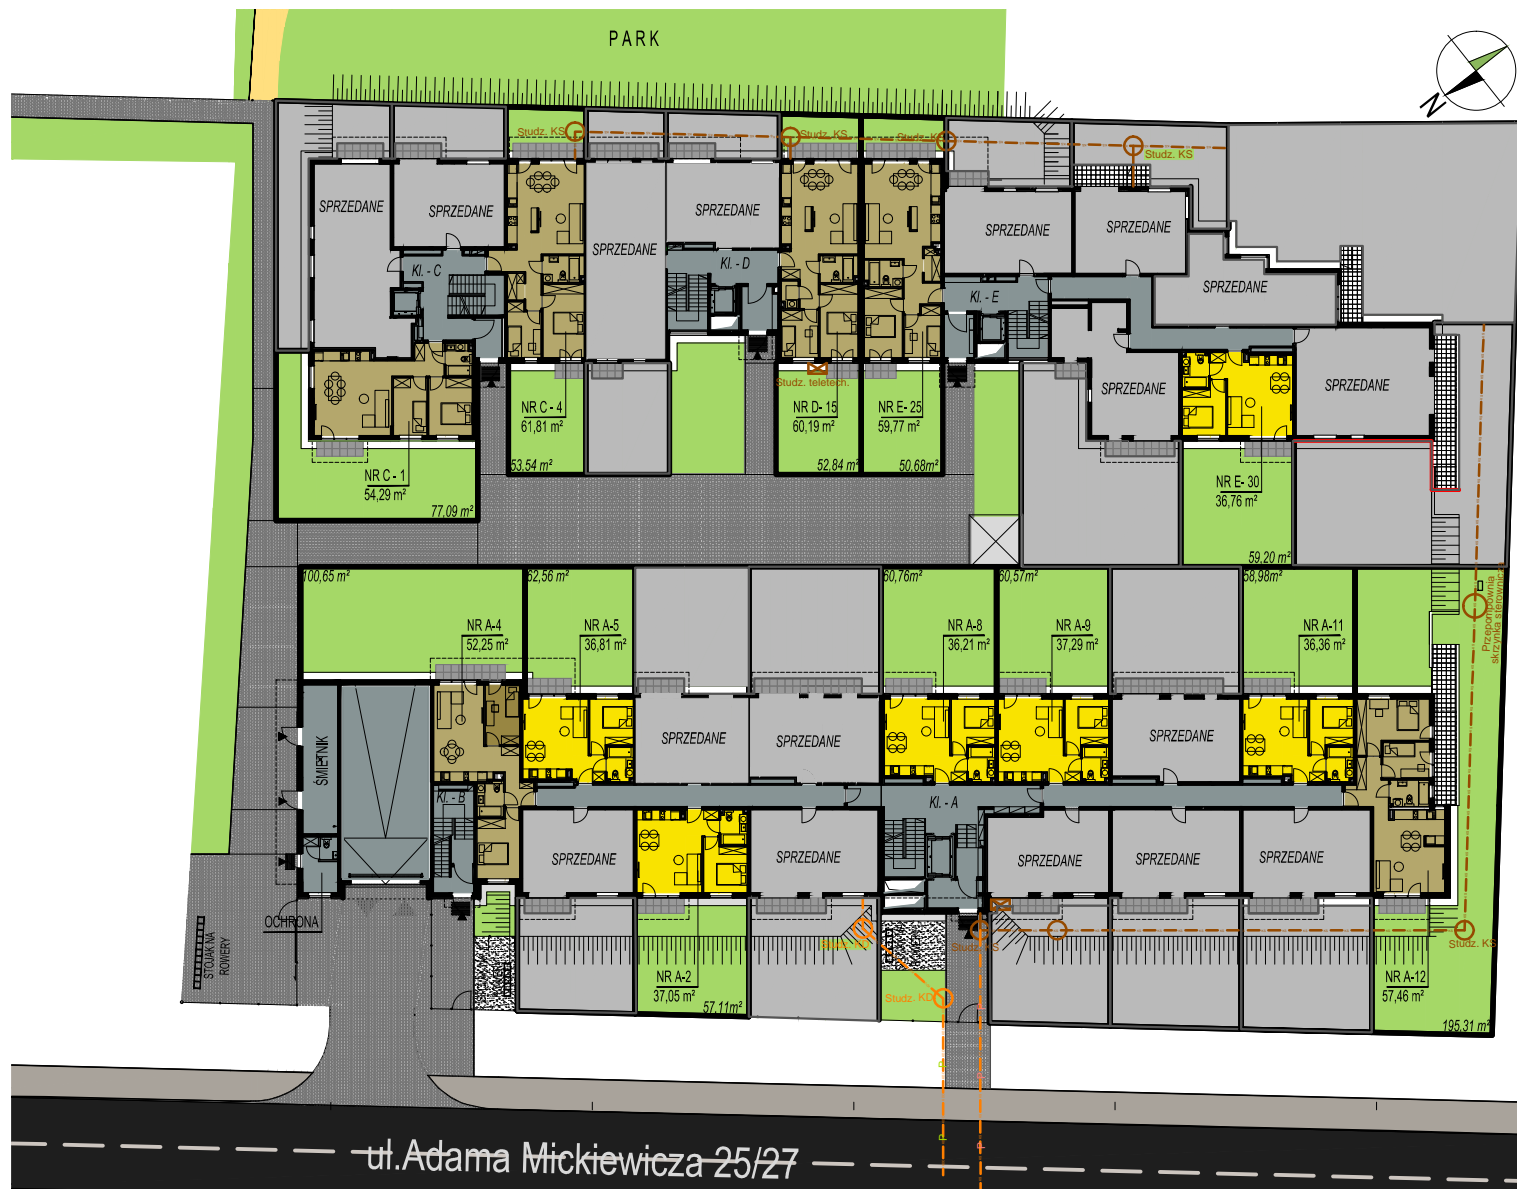 PARK
N
Studz. KS
Studz. KS
Studz. KS
Studz. KS
SPRZEDANE
SPRZEDANE
SPRZEDANE
SPRZEDANE
SPRZEDANE
SPRZEDANE
SPRZEDANE
Kl. - C
Kl. - D
Kl. - E
SPRZEDANE
SPRZEDANE
Studz. teletech.
NR C - 4
61,81 m²
53,54 m²
NR D- 15
60,19 m²
52,84 m²
NR E- 25
59,77 m²
50,68m²
NR C - 1
54,29 m²
77,09 m²
NR E- 30
36,76 m²
59,20 m²
100,65 m²
62,56 m²
60,76m²
60,57m²
58,98m²
Przepompownia
skrzynka sterownicza
NR A-4
52,25 m²
NR A-5
36,81 m²
NR A-8
36,21 m²
NR A-9
37,29 m²
NR A-11
36,36 m²
ŚMIETNIK
SPRZEDANE
SPRZEDANE
SPRZEDANE
Kl. - B
Kl. - A
SPRZEDANE
SPRZEDANE
SPRZEDANE
SPRZEDANE
SPRZEDANE
OCHRONA
STOJAK NA
ROWERY
Studz. KS
Studz. KS
Studz. KD
NR A-2
37,05 m²
57,11m²
NR A-12
57,46 m²
195,31 m²
P
P
P
P
ul.Adama Mickiewicza 25/27